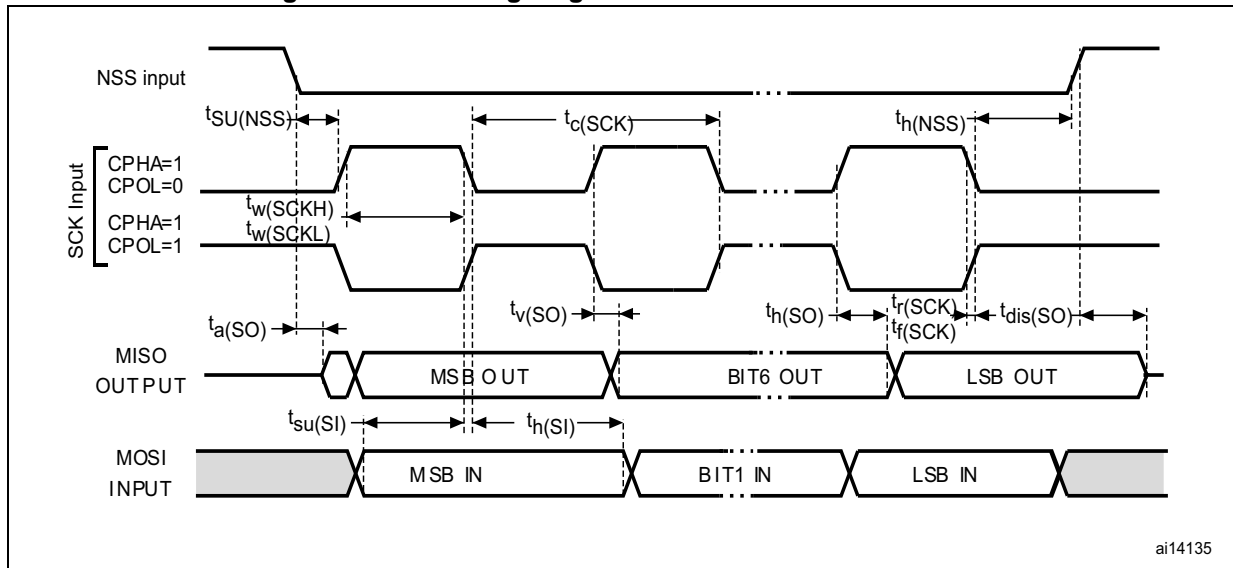 NSS input
tSU(NSS)
tc(SCK)
th(NSS)
SCK Input
CPHA=1
CPOL=0
tw(SCKH)
CPHA=1
tw(SCKL)
CPOL=1
ta(SO)
tv(SO)
th(SO)
tr(SCK)
tf(SCK)
tdis(SO)
MISO
OUTPUT
MSB OUT
BIT6 OUT
LSB OUT
tsu(SI)
th(SI)
MOSI
INPUT
MSB IN
BIT1 IN
LSB IN
ai14135